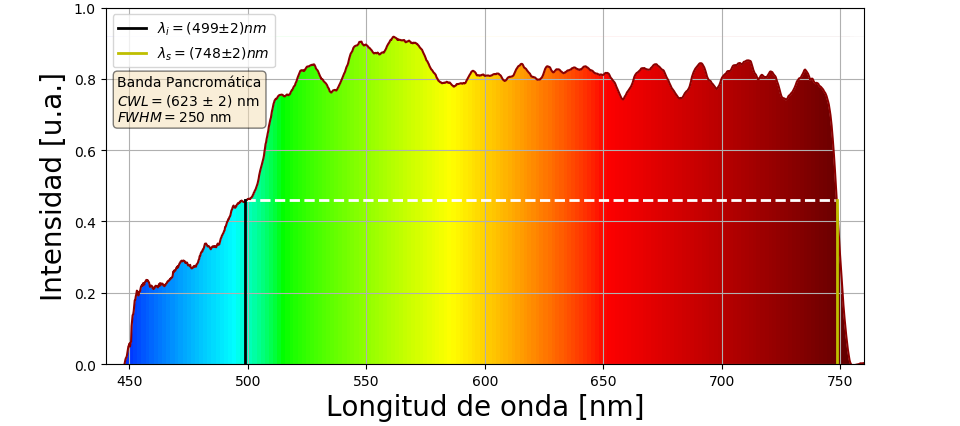 1.0
0.8
0.6
0.4
0.2
0.0
Intensidad [u.a.]
λi = (499±2)nm
λs = (748±2)nm
Banda Pancromática
CWL = (623 ± 2) nm
FWHM = 250 nm
450 500 550 600 650 700 750
Longitud de onda [nm]